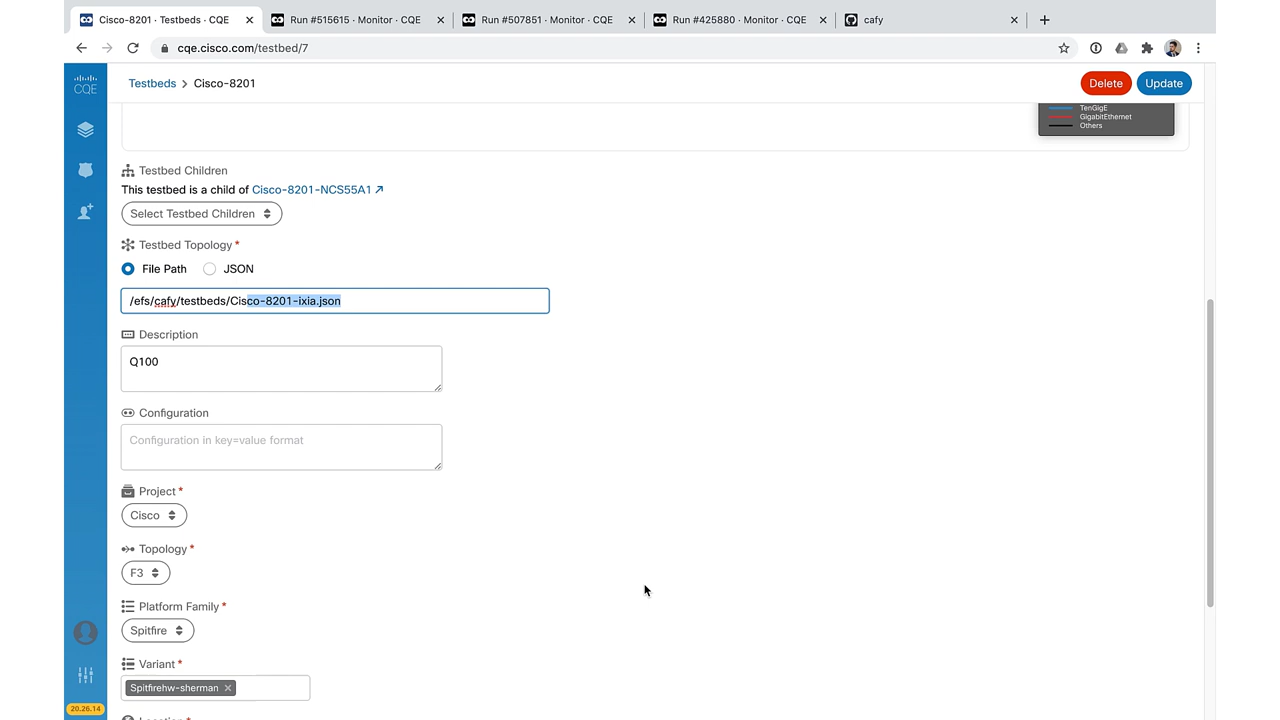 Cisco-8201 · Testbeds · CQE
Run #515615 · Monitor · CQE
Run #507851 · Monitor · CQE
Run #425880 · Monitor · CQE
cafy
cqe.cisco.com/testbed/7
CQE
Testbeds > Cisco-8201
Delete
Update
TenGigE
GigabitEthernet
Others
Testbed Children
This testbed is a child of Cisco-8201-NCS55A1
Select Testbed Children
Testbed Topology *
File Path
JSON
/efs/cafy/testbeds/Cisco-8201-ixia.json
Description
Q100
Configuration
Configuration in key=value format
Project *
Cisco
Topology *
F3
Platform Family *
Spitfire
Variant *
Spitfirehw-sherman
Location *
20.26.14